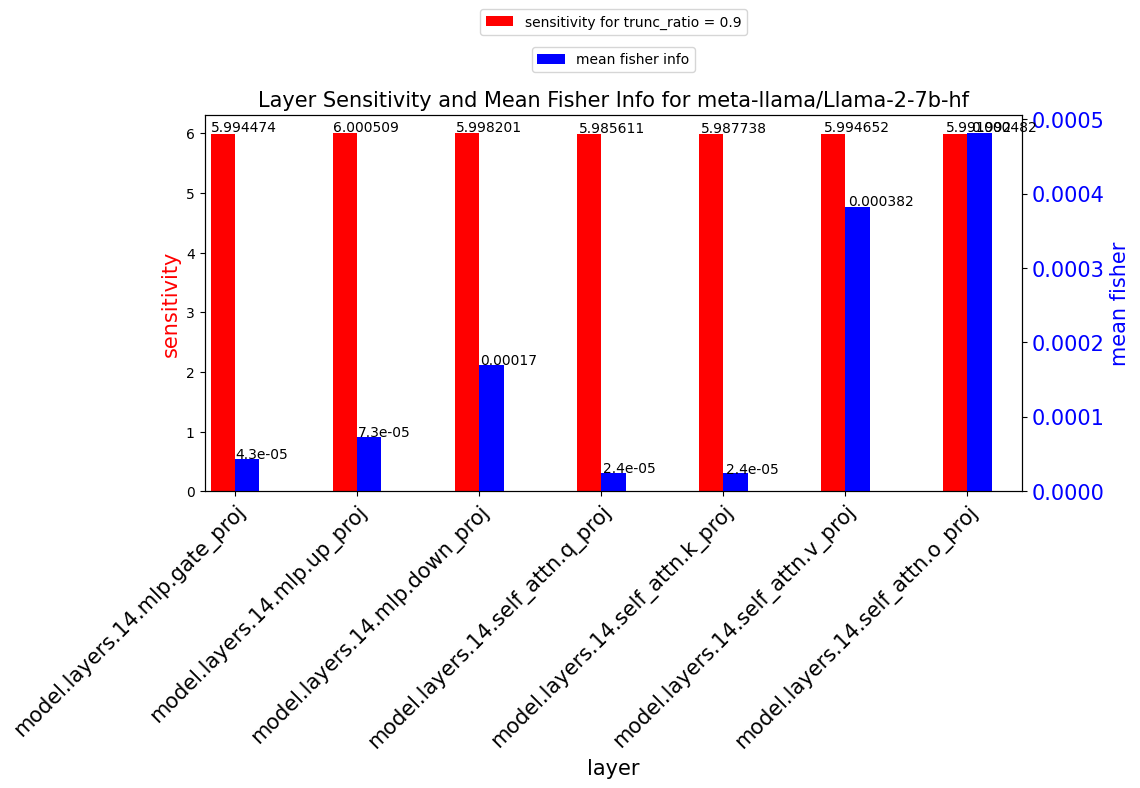 sensitivity for trunc_ratio = 0.9
mean fisher info
Layer Sensitivity and Mean Fisher Info for meta-llama/Llama-2-7b-hf
sensitivity
6
5
4
3
2
1
0
5.994474
6.000509
5.998201
5.985611
5.987738
5.994652
0.000482
4.3e-05
7.3e-05
0.00017
2.4e-05
2.4e-05
0.000382
0.0005
0.0004
0.0003
0.0002
0.0001
0.0000
mean fisher
model.layers.14.mlp.gate_proj
model.layers.14.mlp.up_proj
model.layers.14.mlp.down_proj
model.layers.14.self_attn.q_proj
model.layers.14.self_attn.k_proj
model.layers.14.self_attn.v_proj
model.layers.14.self_attn.o_proj
layer